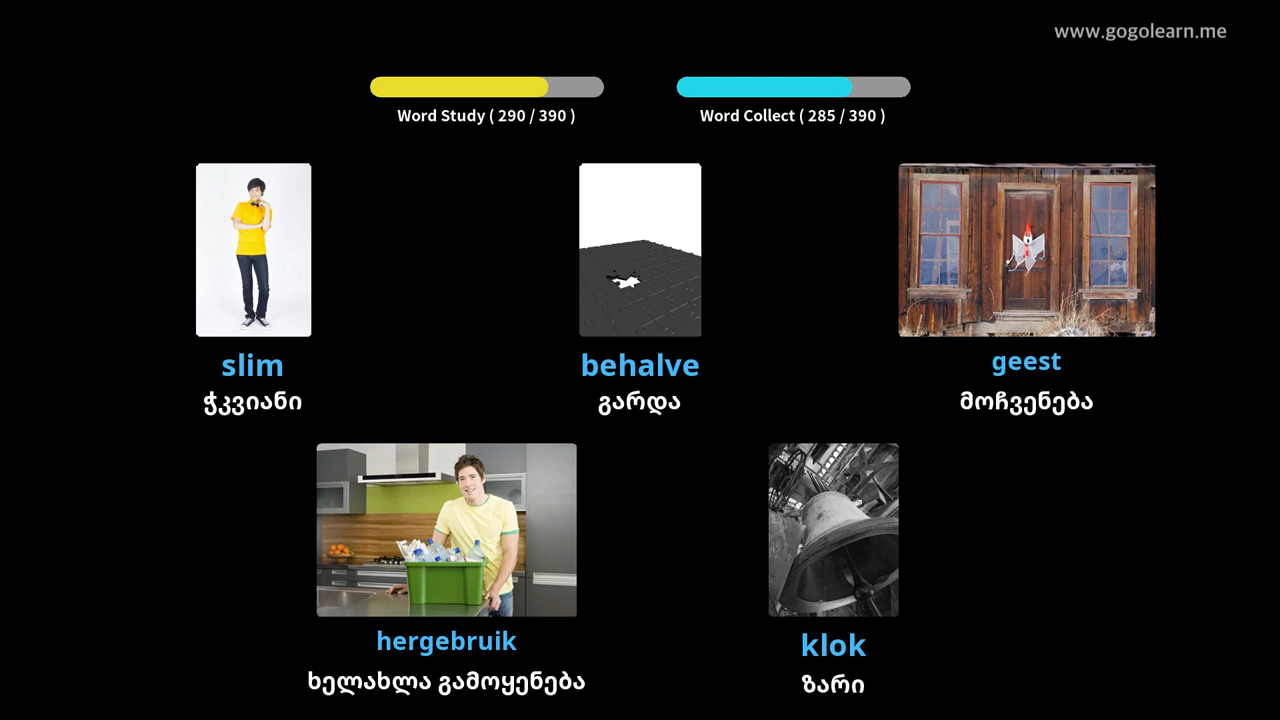 www.gogolearn.me
Word Study ( 290 / 390 )
Word Collect ( 285 / 390 )
slim
ჭკვიანი
behalve
გარდა
geest
მოჩვენება
hergebruik
ხელახლა გამოყენება
klok
ზარი